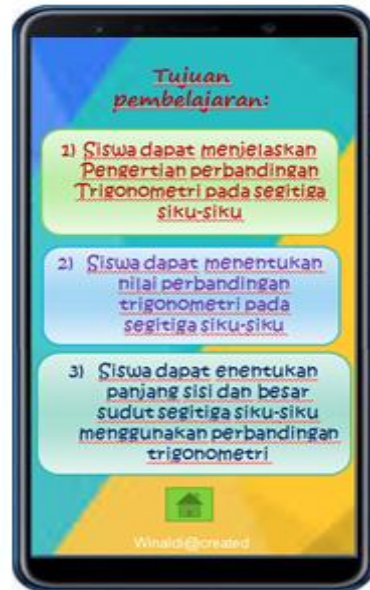 Tujuan
pembelajaran:
1) Siswa dapat menjelaskan
Pengertian perbandingan
Trigonometri pada segitiga
siku-siku
2) Siswa dapat menentukan
nilai perbandingan
trigonometri pada
segitiga siku-siku
3) Siswa dapat enentukan
panjang sisi dan besar
sudut segitiga siku-siku
menggunakan perbandingan
trigonometri
Winaldi@created